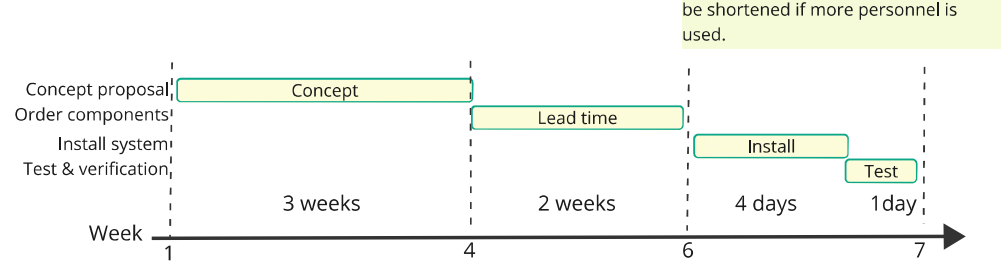 be shortened if more personnel is
used.
Concept proposal
Concept
Order components
Lead time
Install system
Install
Test & verification
Test
3 weeks
2 weeks
4 days
1day
Week
1
4
6
7